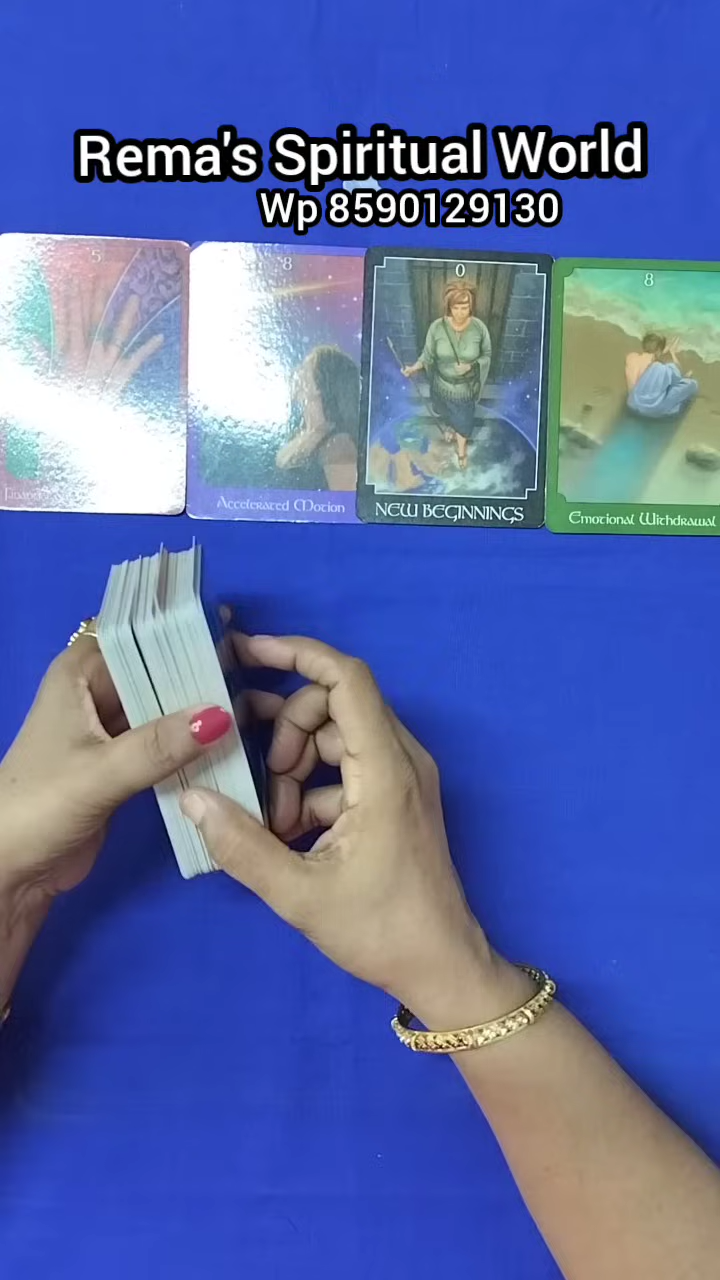 Rema's Spiritual World
Wp 8590129130
5
8
0
8
Accelerated Motion
NEW BEGINNINGS
Emotional Withdrawal